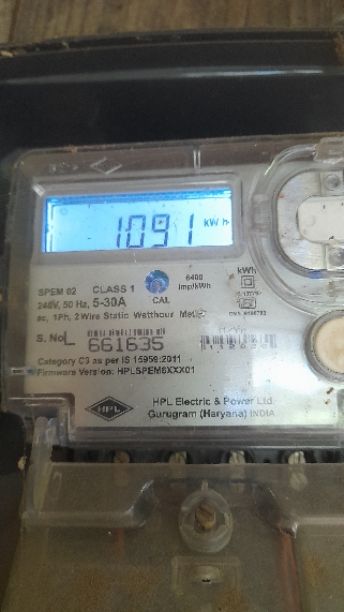 1091 kWh
SPEM 02 CLASS 1
240V, 50 Hz, 5-30A
CAL
6400
imp/kWh
kWh
ac, 1Ph, 2Wire Static Watthour Meter
S. No L 661635
Category C3 as per IS 15959:2011
Firmware Version: HPLSPEM6XXX01
HPL
HPL Electric & Power Ltd.
Gurugram (Haryana) INDIA